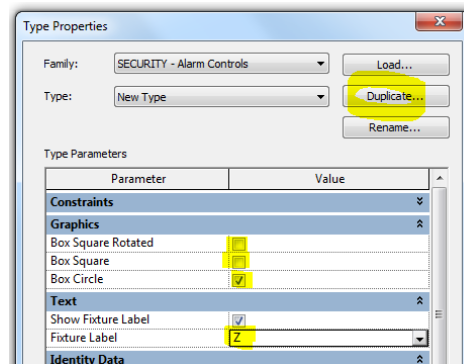 Type Properties
Family: SECURITY - Alarm Controls Load...
Type: New Type Duplicate...
Rename...
Type Parameters
Parameter Value
Constraints
Graphics
Box Square Rotated
Box Square
Box Circle
Text
Show Fixture Label
Fixture Label Z
Identity Data